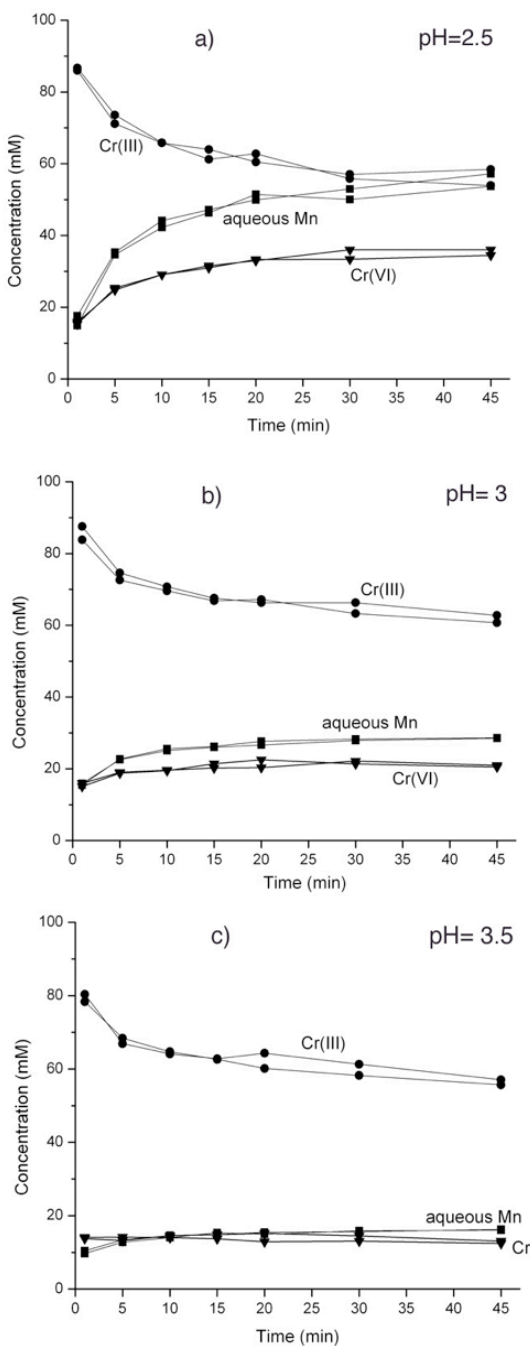 a)
pH=2.5
100
80
60
40
20
0
Concentration (mM)
Cr(III)
aqueous Mn
Cr(VI)
0 5 10 15 20 25 30 35 40 45
Time (min)
b)
pH= 3
100
80
60
40
20
0
Concentration (mM)
Cr(III)
aqueous Mn
Cr(VI)
0 5 10 15 20 25 30 35 40 45
Time (min)
c)
pH= 3.5
100
80
60
40
20
0
Concentration (mM)
Cr(III)
aqueous Mn
Cr
0 5 10 15 20 25 30 35 40 45
Time (min)